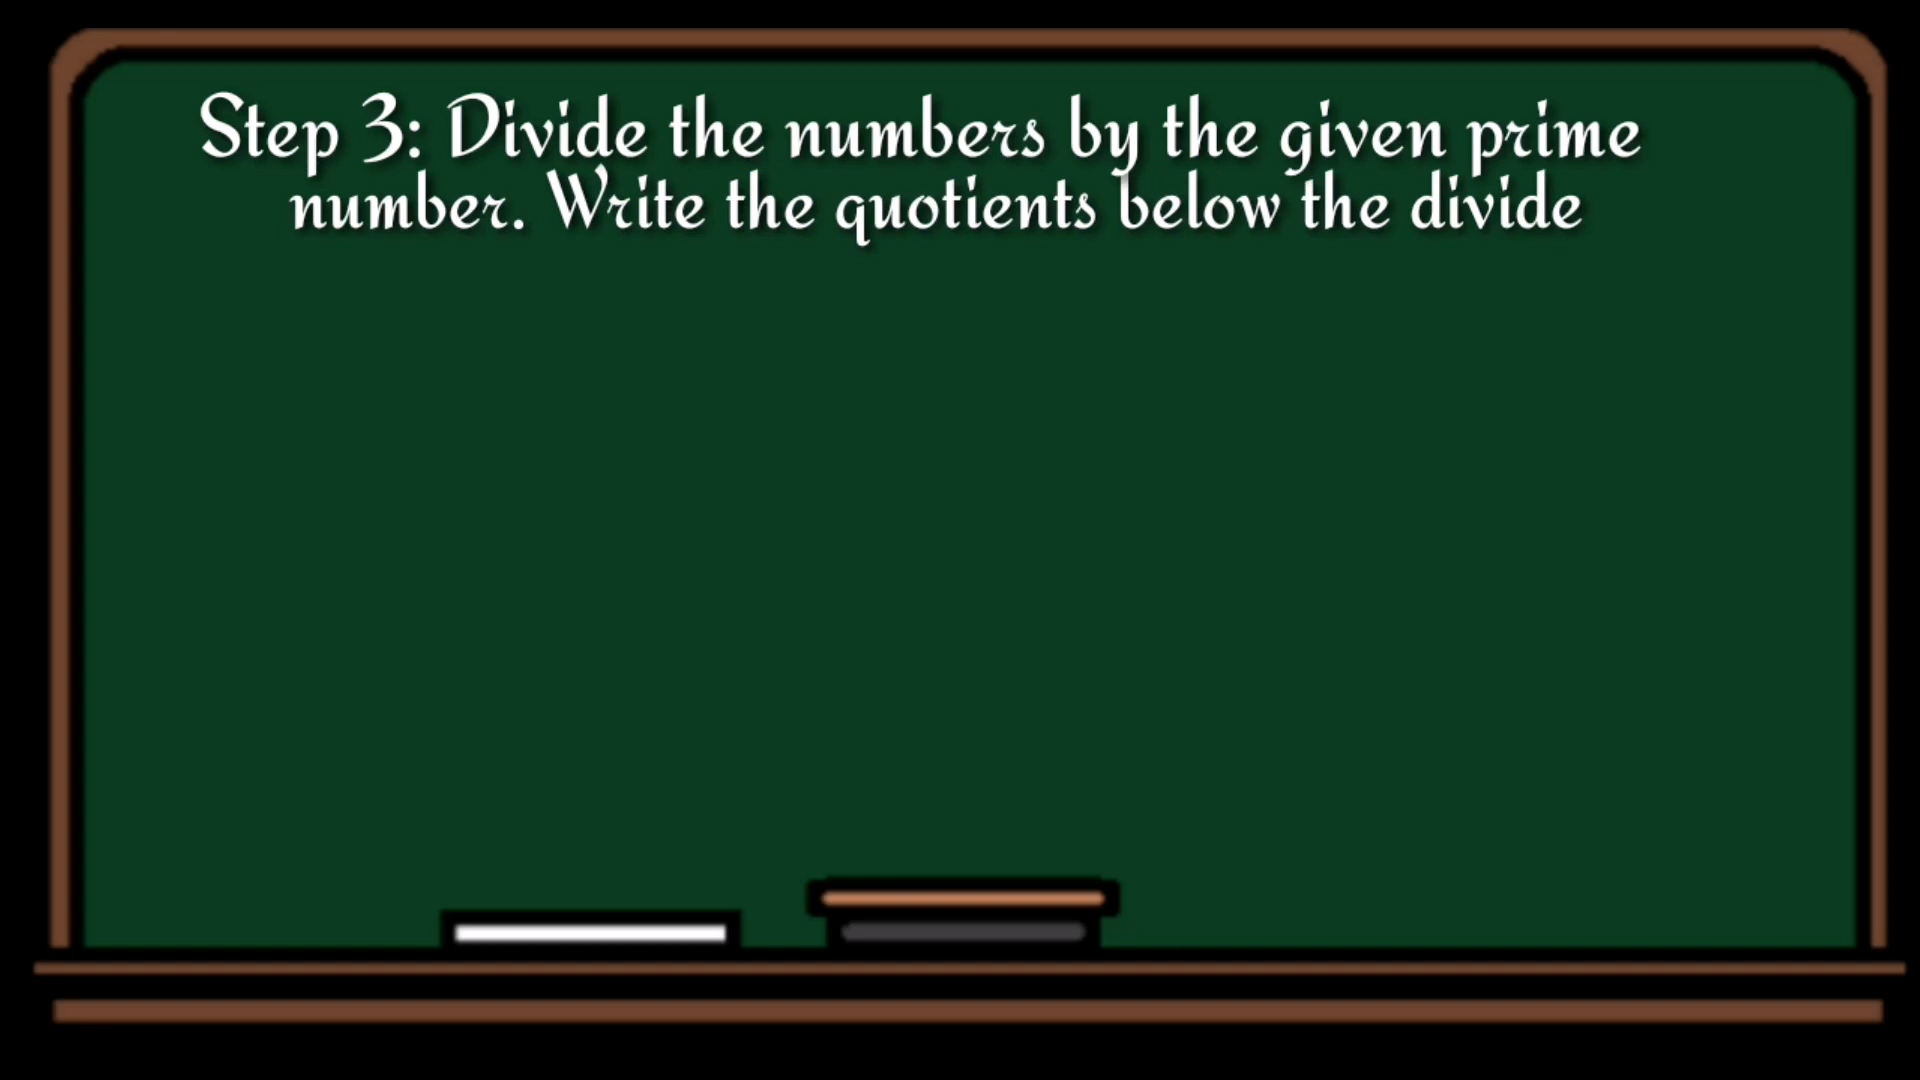 Step 3: Divide the numbers by the given prime
number. Write the quotients below the divide